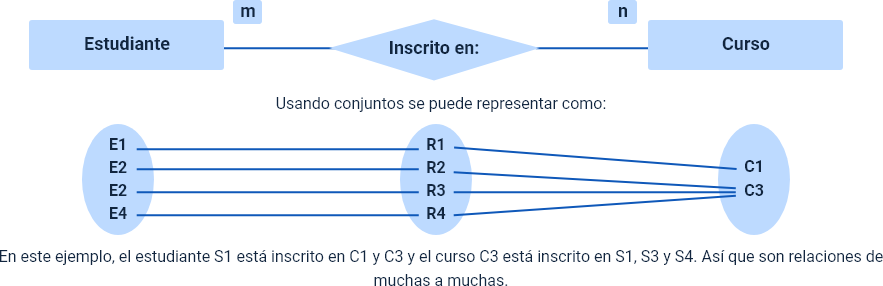 m
n
Estudiante
Inscrito en:
Curso
Usando conjuntos se puede representar como:
E1
R1
E2
R2
C1
E2
R3
C3
E4
R4
En este ejemplo, el estudiante S1 está inscrito en C1 y C3 y el curso C3 está inscrito en S1, S3 y S4. Así que son relaciones de
muchas a muchas.